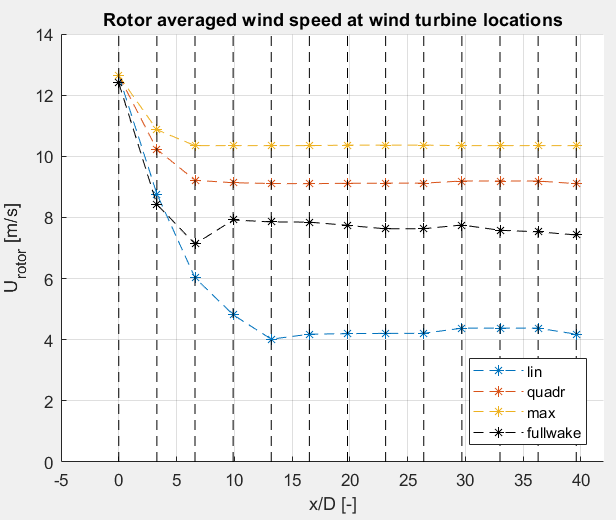 Rotor averaged wind speed at wind turbine locations
14
12
10
8
6
4
2
0
U_rotor [m/s]
-5
0
5
10
15
20
25
30
35
40
x/D [-]
lin
quadr
max
fullwake